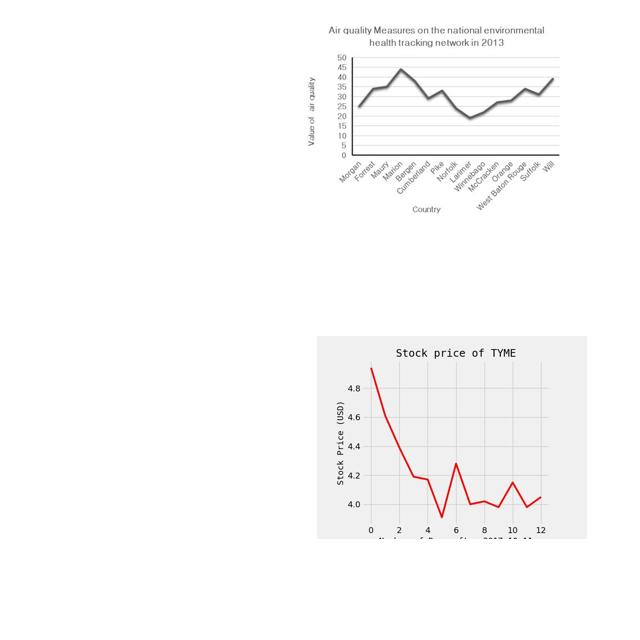 Air quality Measures on the national environmental
health tracking network in 2013
50
45
40
35
30
25
20
15
10
5
0
Value of air quality
Morgan
Forrest
Maury
Marion
Bergen
Cumberland
Pike
Norfolk
Larimer
Winnebago
McCracken
Orange
West Baton Rouge
Suffolk
Will
Country
Stock price of TYME
4.8
4.6
4.4
4.2
4.0
Stock Price (USD)
0 2 4 6 8 10 12